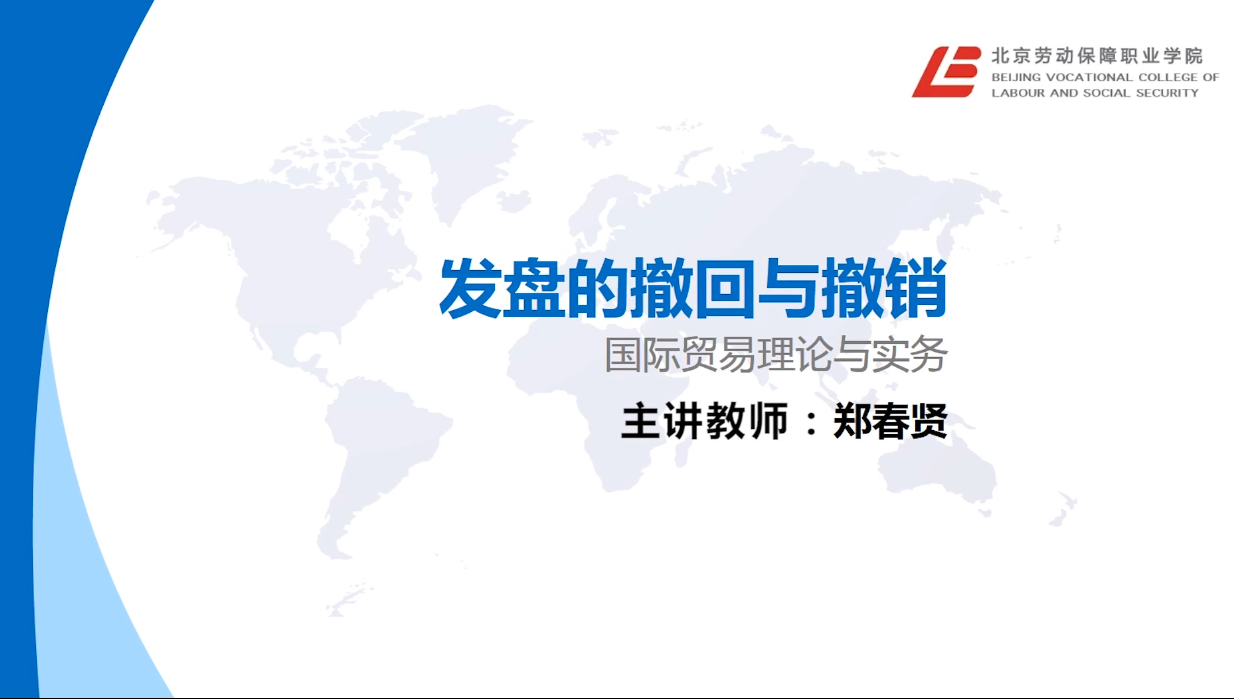 北京劳动保障职业学院
BEIJING VOCATIONAL COLLEGE OF
LABOUR AND SOCIAL SECURITY
发盘的撤回与撤销
国际贸易理论与实务
主讲教师：郑春贤